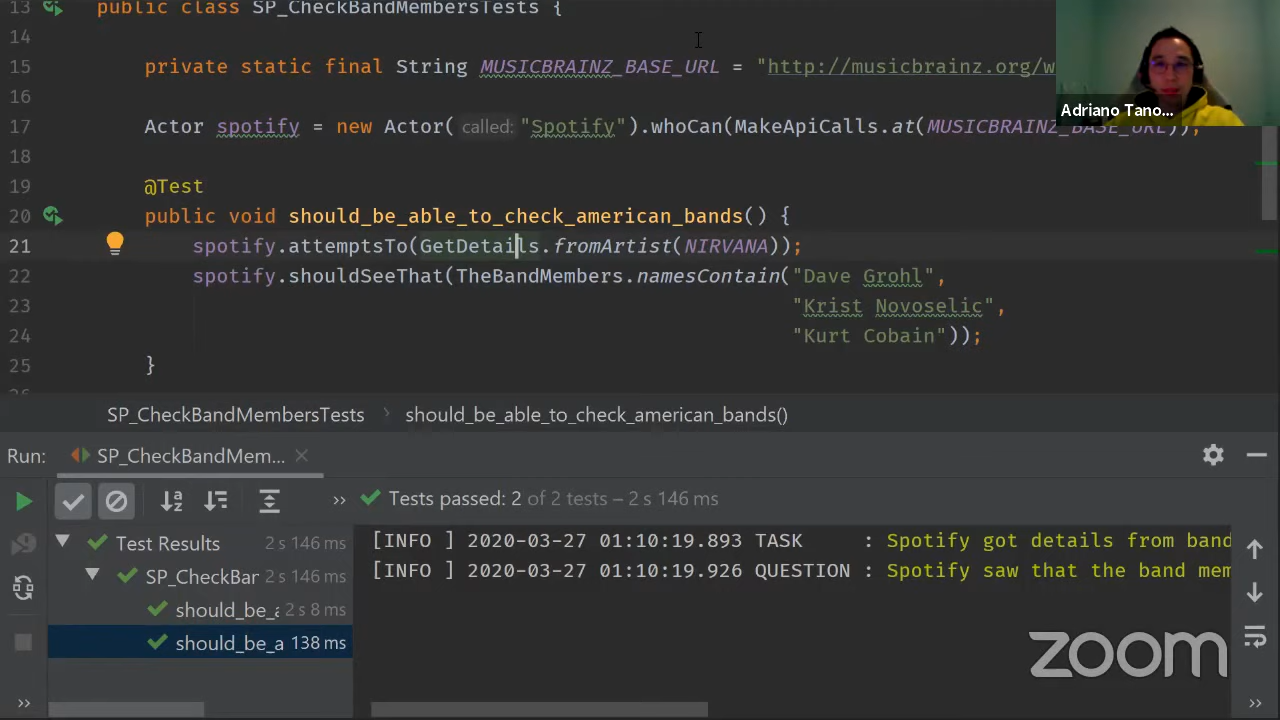 13 public class SP_CheckBandMembersTests {
14
15 private static final String MUSICBRAINZ_BASE_URL = "http://musicbrainz.org/w
16
17 Actor spotify = new Actor( called: "Spotify").whoCan(MakeApiCalls.at(MUSICBRAINZ_BASE_URL));
Adriano Tano...
18
19 @Test
20 public void should_be_able_to_check_american_bands() {
21 spotify.attemptsTo(GetDetails.fromArtist(NIRVANA));
22 spotify.shouldSeeThat(TheBandMembers.namesContain("Dave Grohl",
23 "Krist Novoselic",
24 "Kurt Cobain"));
25 }
SP_CheckBandMembersTests > should_be_able_to_check_american_bands()
Run: SP_CheckBandMem... ×
>> Tests passed: 2 of 2 tests – 2 s 146 ms
Test Results 2 s 146 ms
SP_CheckBar 2 s 146 ms
should_be_a 2 s 8 ms
should_be_a 138 ms
[INFO ] 2020-03-27 01:10:19.893 TASK : Spotify got details from band
[INFO ] 2020-03-27 01:10:19.926 QUESTION : Spotify saw that the band mem
zoom